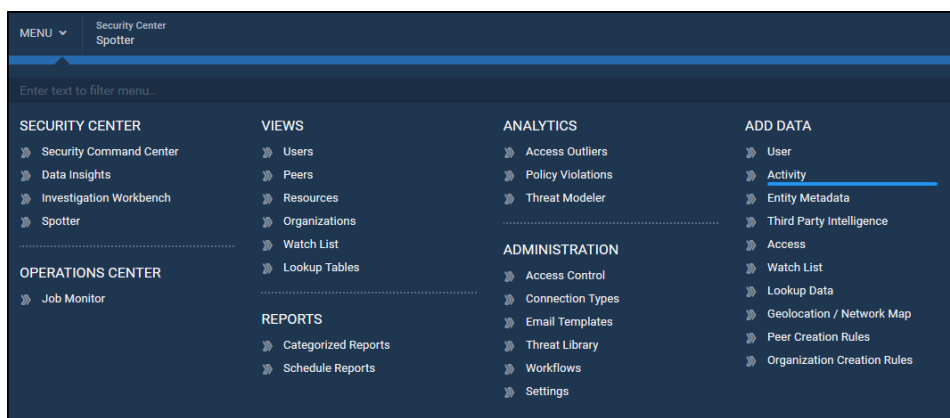 MENU
Security Center
Spotter
Enter text to filter menu..
SECURITY CENTER
Security Command Center
Data Insights
Investigation Workbench
Spotter
OPERATIONS CENTER
Job Monitor
VIEWS
Users
Peers
Resources
Organizations
Watch List
Lookup Tables
REPORTS
Categorized Reports
Schedule Reports
ANALYTICS
Access Outliers
Policy Violations
Threat Modeler
ADMINISTRATION
Access Control
Connection Types
Email Templates
Threat Library
Workflows
Settings
ADD DATA
User
Activity
Entity Metadata
Third Party Intelligence
Access
Watch List
Lookup Data
Geolocation / Network Map
Peer Creation Rules
Organization Creation Rules